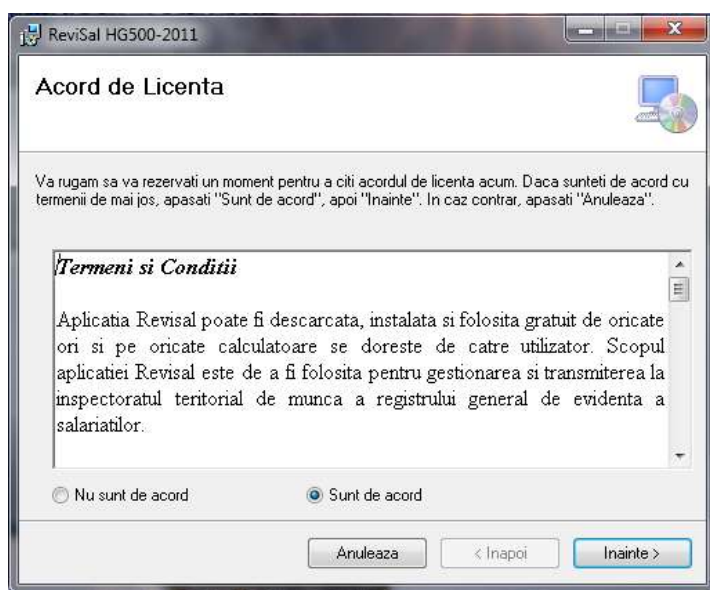 ReviSal HG500-2011
Acord de Licenta
Va rugam sa va rezervati un moment pentru a citi acordul de licenta acum. Daca sunteti de acord cu
termenii de mai jos, apasati "Sunt de acord", apoi "Inainte". In caz contrar, apasati "Anuleaza".
Termeni si Conditii
Aplicatia Revisal poate fi descarcata, instalata si folosita gratuit de oricate
ori si pe oricate calculatoare se doreste de catre utilizator. Scopul
aplicatiei Revisal este de a fi folosita pentru gestionarea si transmiterea la
inspectoratul teritorial de munca a registrului general de evidenta a
salariatilor.
Nu sunt de acord
Sunt de acord
Anuleaza
< Inapoi
Inainte >